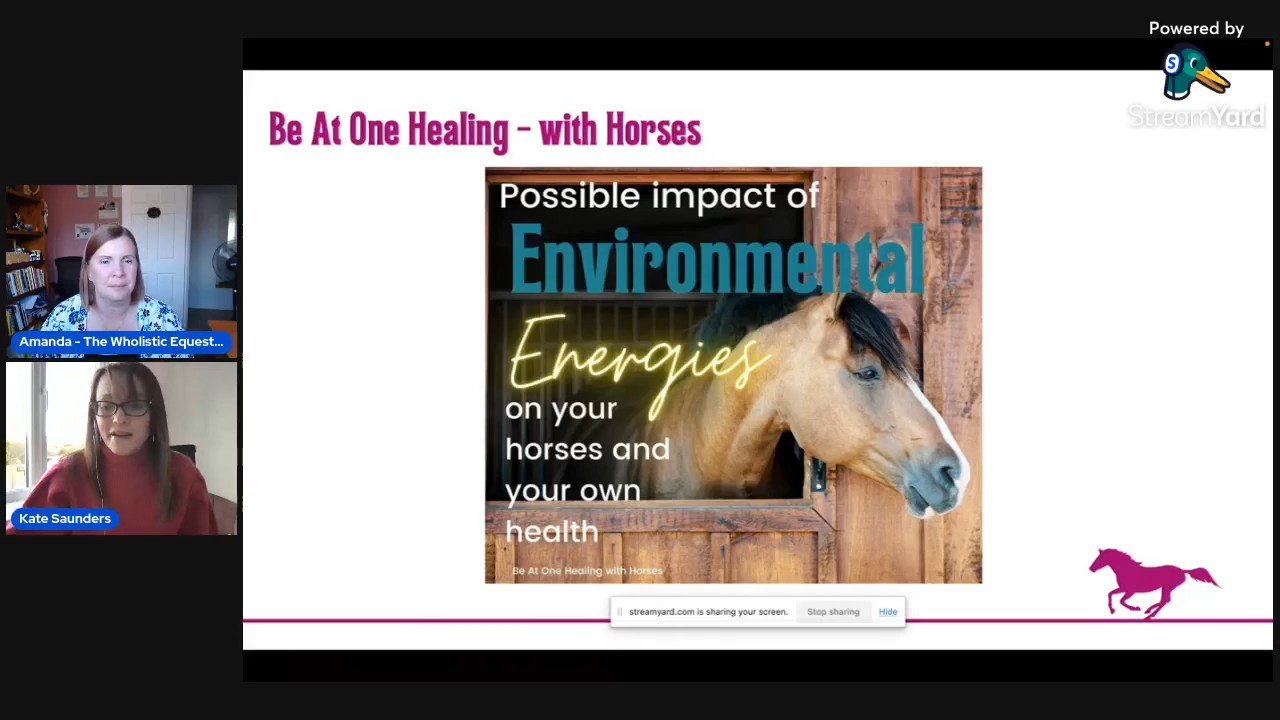 Powered by
S
StreamYard
Be At One Healing - with Horses
Possible impact of
Environmental
Energies
on your
horses and
your own
health
Be At One Healing with Horses
Amanda - The Wholistic Equest...
Kate Saunders
streamyard.com is sharing your screen.
Stop sharing
Hide